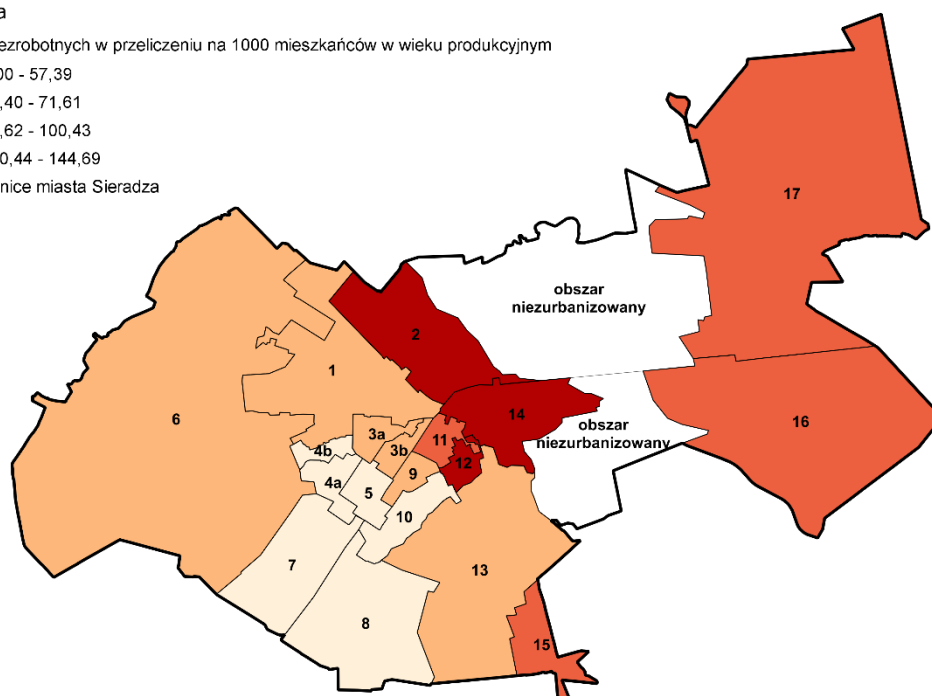 a
ezrobotnych w przeliczeniu na 1000 mieszkańców w wieku produkcyjnym
00 - 57,39
,40 - 71,61
,62 - 100,43
0,44 - 144,69
nice miasta Sieradza
17
obszar
niezurbanizowany
2
1
6
14
16
obszar
niezurbanizowany
3a
11
3b
4b
12
9
4a
5
10
7
13
8
15